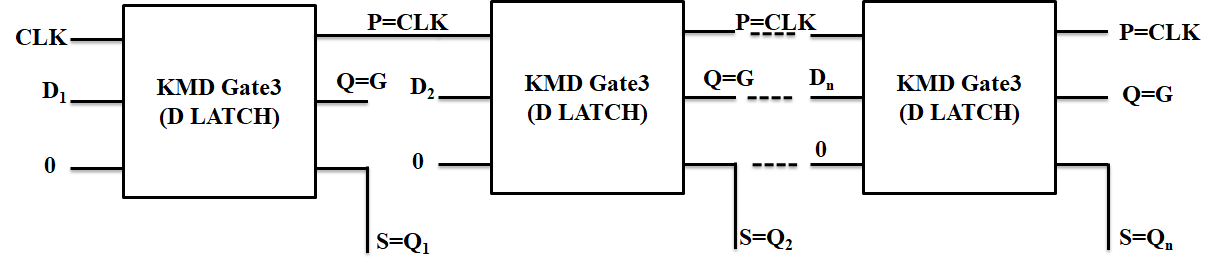 CLK
D1
0
KMD Gate3
(D LATCH)
P=CLK
Q=G
S=Q1
D2
0
KMD Gate3
(D LATCH)
P=CLK
Q=G
S=Q2
Dn
0
KMD Gate3
(D LATCH)
P=CLK
Q=G
S=Qn